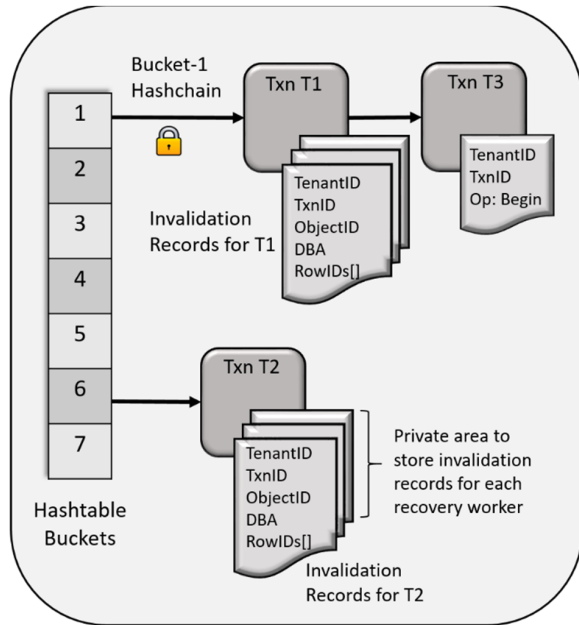 Bucket-1
Hashchain
Txn T1
Txn T3
1
2
3
4
5
6
7
TenantID
TxnID
Op: Begin
TenantID
TxnID
ObjectID
DBA
RowIDs[]
Invalidation
Records for T1
Txn T2
TenantID
TxnID
ObjectID
DBA
RowIDs[]
Private area to
store invalidation
records for each
recovery worker
Hashtable
Buckets
Invalidation
Records for T2